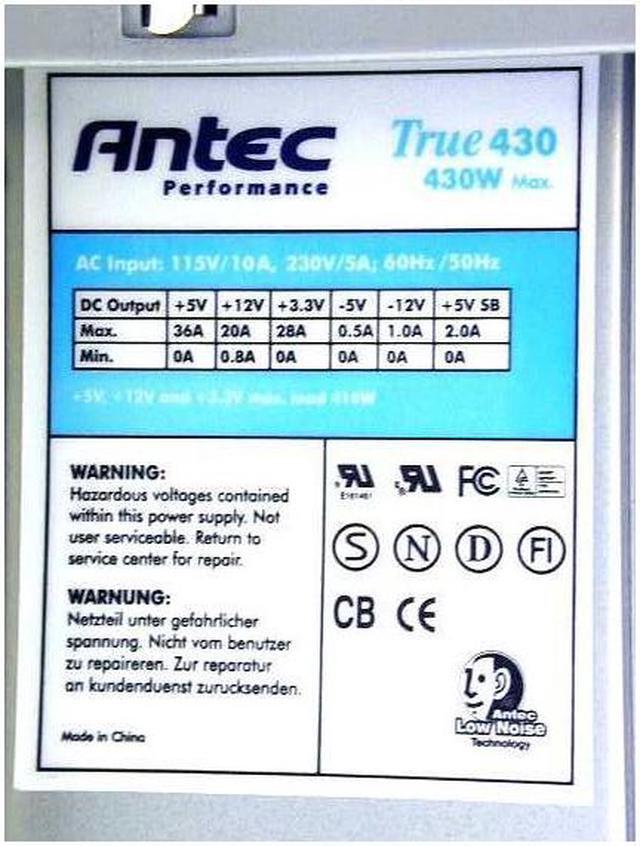 Antec
Performance
True 430
430W Max.
AC Input: 115V/10A, 230V/5A; 60Hz/50Hz
DC Output +5V +12V +3.3V -5V -12V +5V SB
Max. 36A 20A 28A 0.5A 1.0A 2.0A
Min. 0A 0.8A 0A 0A 0A 0A
+5V, +12V and +3.3V max. load 410W
WARNING:
Hazardous voltages contained
within this power supply. Not
user serviceable. Return to
service center for repair.
WARNUNG:
Netzteil unter gefahrlicher
spannung. Nicht vom benutzer
zu repaireren. Zur reparatur
an kundenduenst zurucksenden.
Made in China
FC
S N D FI
CB CE
Antec
Low Noise
Technology